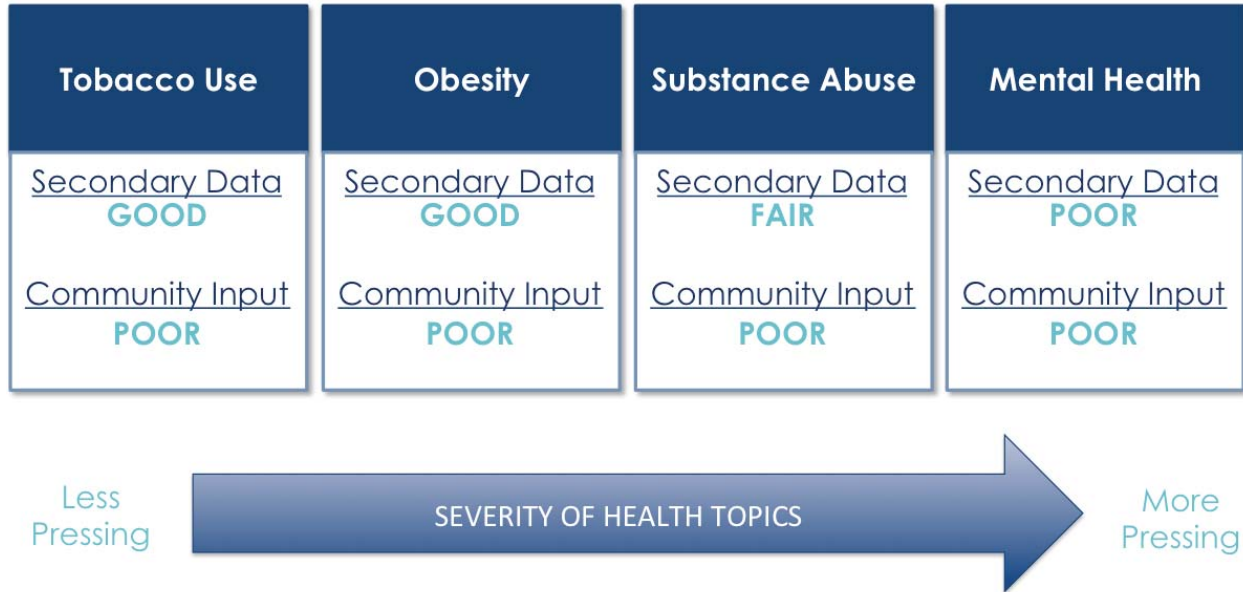 Tobacco Use
Secondary Data
GOOD
Community Input
POOR
Obesity
Secondary Data
GOOD
Community Input
POOR
Substance Abuse
Secondary Data
FAIR
Community Input
POOR
Mental Health
Secondary Data
POOR
Community Input
POOR
Less
Pressing
SEVERITY OF HEALTH TOPICS
More
Pressing